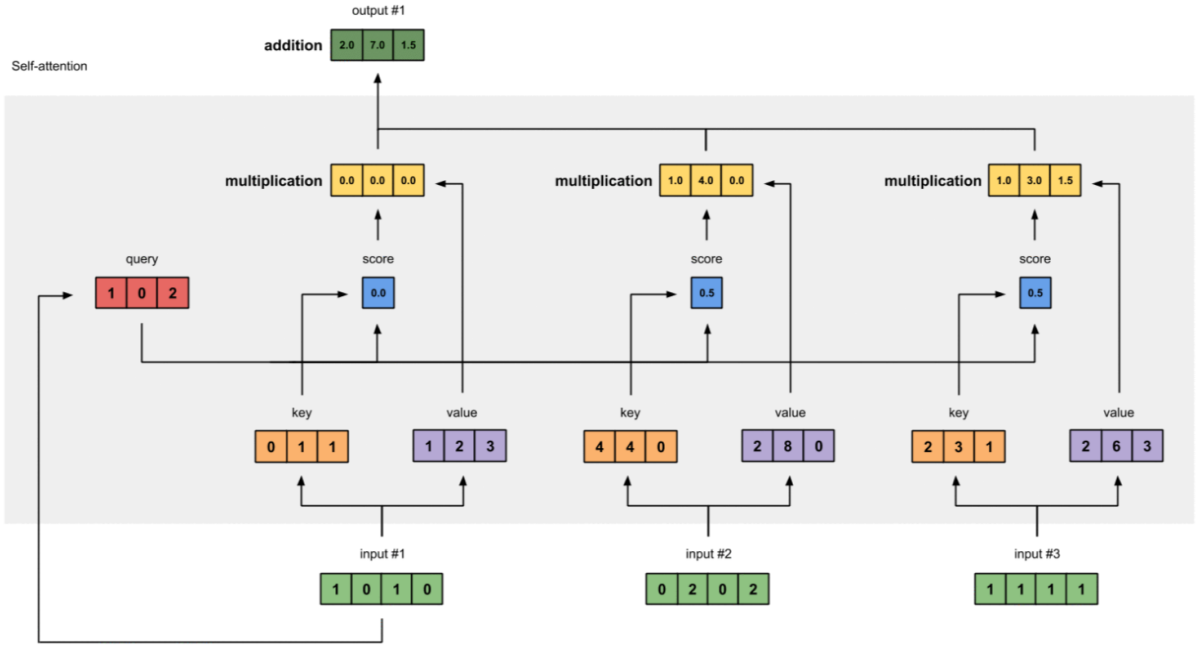 output #1
addition 2.0 7.0 1.5
Self-attention
multiplication 0.0 0.0 0.0
multiplication 1.0 4.0 0.0
multiplication 1.0 3.0 1.5
query
score
score
score
1 0 2
0.0
0.5
0.5
key
value
key
value
key
value
0 1 1
1 2 3
4 4 0
2 8 0
2 3 1
2 6 3
input #1
input #2
input #3
1 0 1 0
0 2 0 2
1 1 1 1